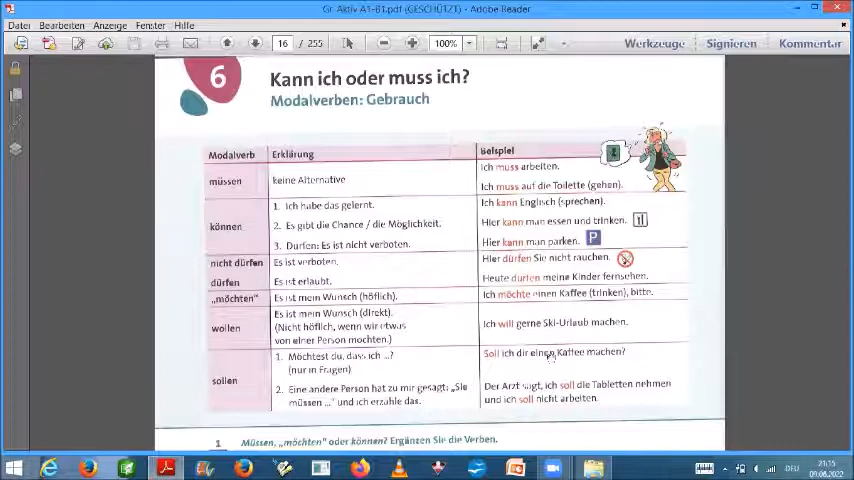 Gr Aktiv A1-B1.pdf (GESCHÜTZT) - Adobe Reader
Datei Bearbeiten Anzeige Fenster Hilfe
16 / 255
100%
Werkzeuge
Signieren
Kommentar
6
Kann ich oder muss ich?
Modalverben: Gebrauch
Modalverb Erklärung Beispiel
müssen
keine Alternative
Ich muss arbeiten.
Ich muss auf die Toilette (gehen).
können
1. Ich habe das gelernt.
Ich kann Englisch (sprechen).
2. Es gibt die Chance / die Möglichkeit.
Hier kann man essen und trinken.
3. Dürfen: Es ist nicht verboten.
Hier kann man parken.
P
nicht dürfen
Es ist verboten.
Hier dürfen Sie nicht rauchen.
dürfen
Es ist erlaubt.
Heute dürfen meine Kinder fernsehen.
„möchten"
Es ist mein Wunsch (höflich).
Ich möchte einen Kaffee (trinken), bitte.
wollen
Es ist mein Wunsch (direkt).
(Nicht höflich, wenn wir etwas
von einer Person möchten.)
Ich will gerne Ski-Urlaub machen.
sollen
1. Möchtest du, dass ich ...?
(nur in Fragen)
Soll ich dir einen Kaffee machen?
2. Eine andere Person hat zu mir gesagt: „Sie
müssen ..." und ich erzähle das.
Der Arzt sagt, ich soll die Tabletten nehmen
und ich soll nicht arbeiten.
1 Müssen, „möchten" oder können? Ergänzen Sie die Verben.
DEU
21:15
09.06.2022